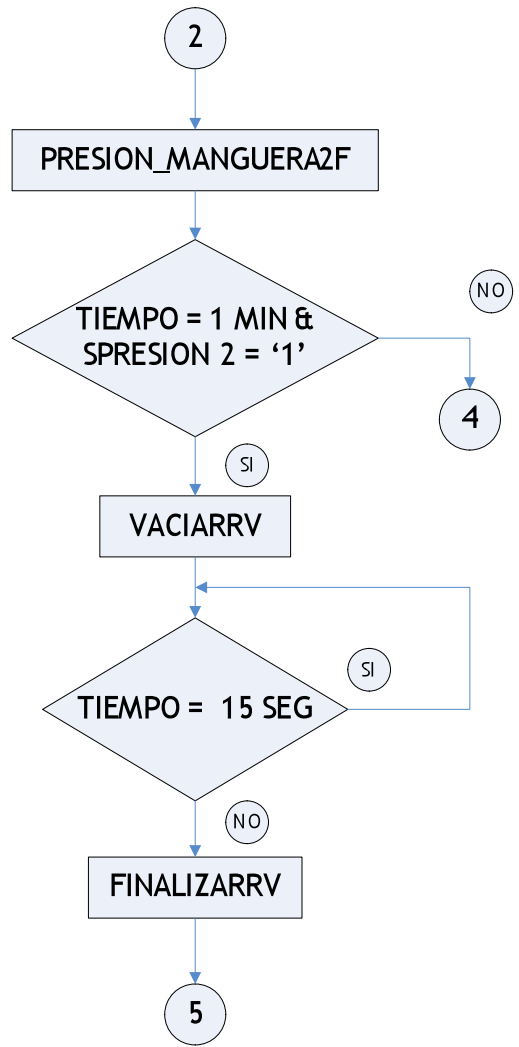 2
PRESION_MANGUERA2F
TIEMPO = 1 MIN &
SPRESION 2 = ‘1’
NO
4
SI
VACIARRV
SI
TIEMPO = 15 SEG
NO
FINALIZARRV
5